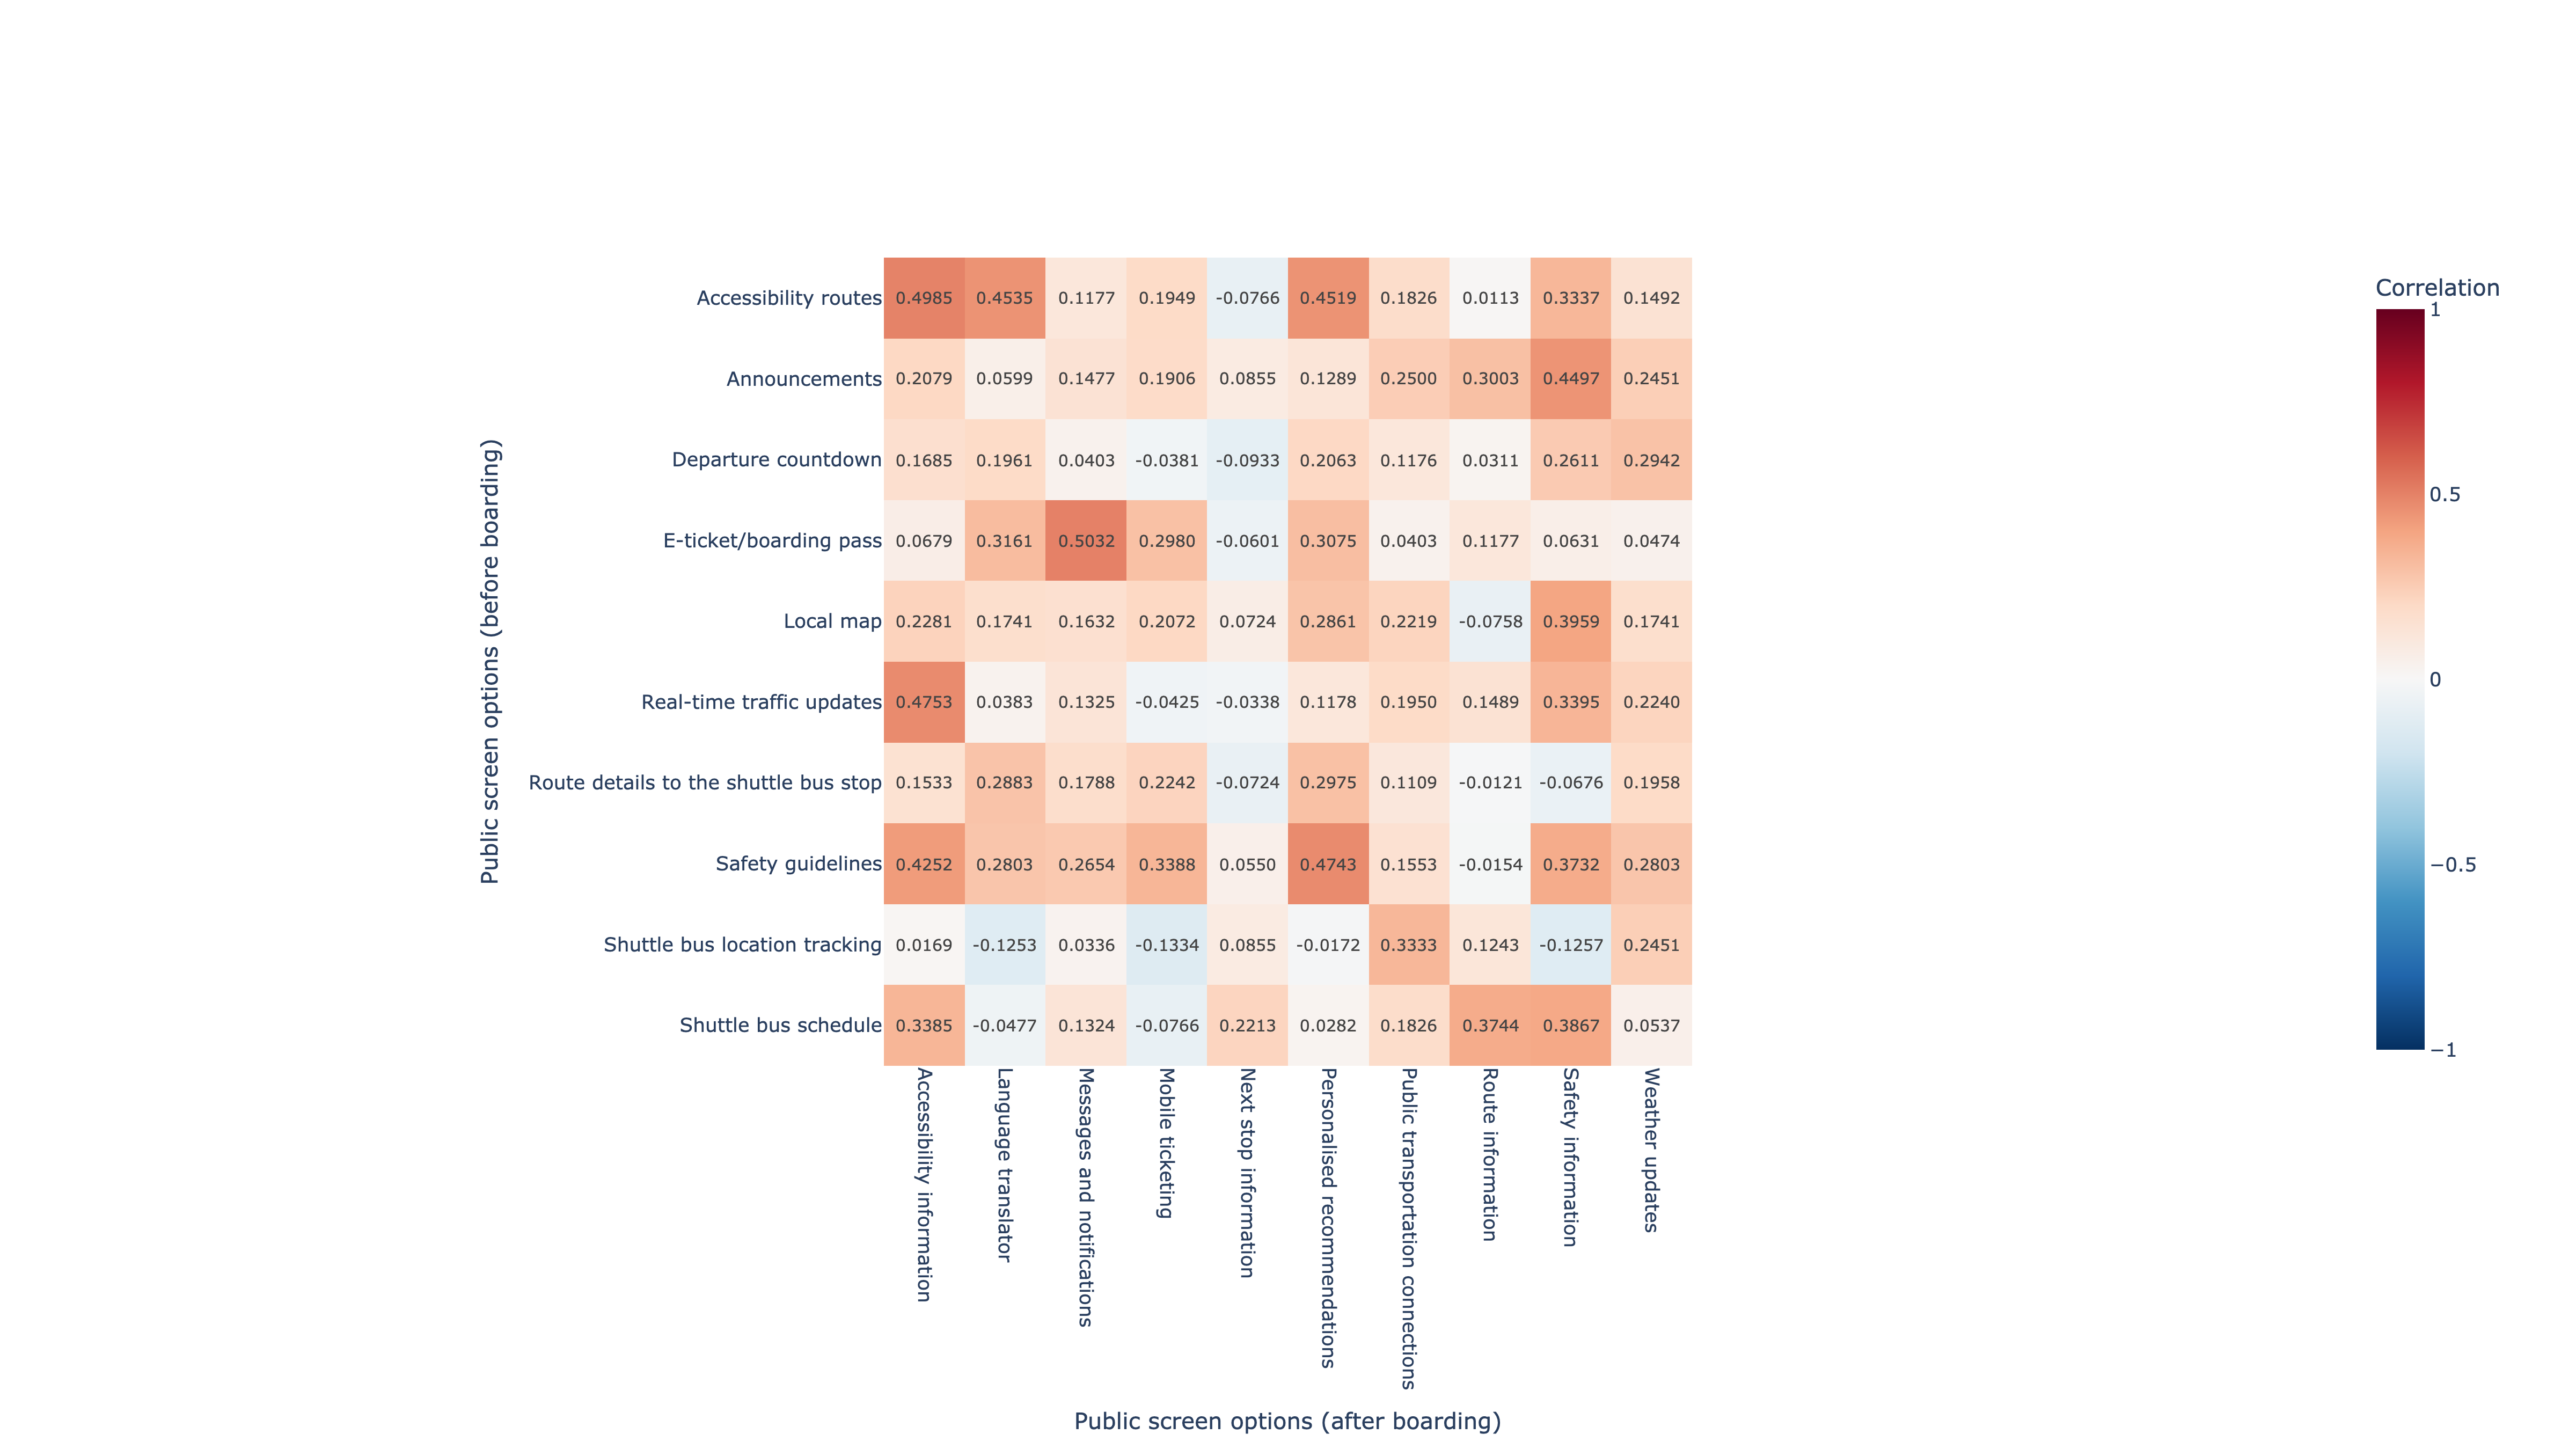 Correlation
1
0.5
0
−0.5
−1
Public screen options (before boarding)
Accessibility routes 0.4985 0.4535 0.1177 0.1949 -0.0766 0.4519 0.1826 0.0113 0.3337 0.1492
Announcements 0.2079 0.0599 0.1477 0.1906 0.0855 0.1289 0.2500 0.3003 0.4497 0.2451
Departure countdown 0.1685 0.1961 0.0403 -0.0381 -0.0933 0.2063 0.1176 0.0311 0.2611 0.2942
E-ticket/boarding pass 0.0679 0.3161 0.5032 0.2980 -0.0601 0.3075 0.0403 0.1177 0.0631 0.0474
Local map 0.2281 0.1741 0.1632 0.2072 0.0724 0.2861 0.2219 -0.0758 0.3959 0.1741
Real-time traffic updates 0.4753 0.0383 0.1325 -0.0425 -0.0338 0.1178 0.1950 0.1489 0.3395 0.2240
Route details to the shuttle bus stop 0.1533 0.2883 0.1788 0.2242 -0.0724 0.2975 0.1109 -0.0121 -0.0676 0.1958
Safety guidelines 0.4252 0.2803 0.2654 0.3388 0.0550 0.4743 0.1553 -0.0154 0.3732 0.2803
Shuttle bus location tracking 0.0169 -0.1253 0.0336 -0.1334 0.0855 -0.0172 0.3333 0.1243 -0.1257 0.2451
Shuttle bus schedule 0.3385 -0.0477 0.1324 -0.0766 0.2213 0.0282 0.1826 0.3744 0.3867 0.0537
Accessibility information
Language translator
Messages and notifications
Mobile ticketing
Next stop information
Personalised recommendations
Public transportation connections
Route information
Safety information
Weather updates
Public screen options (after boarding)